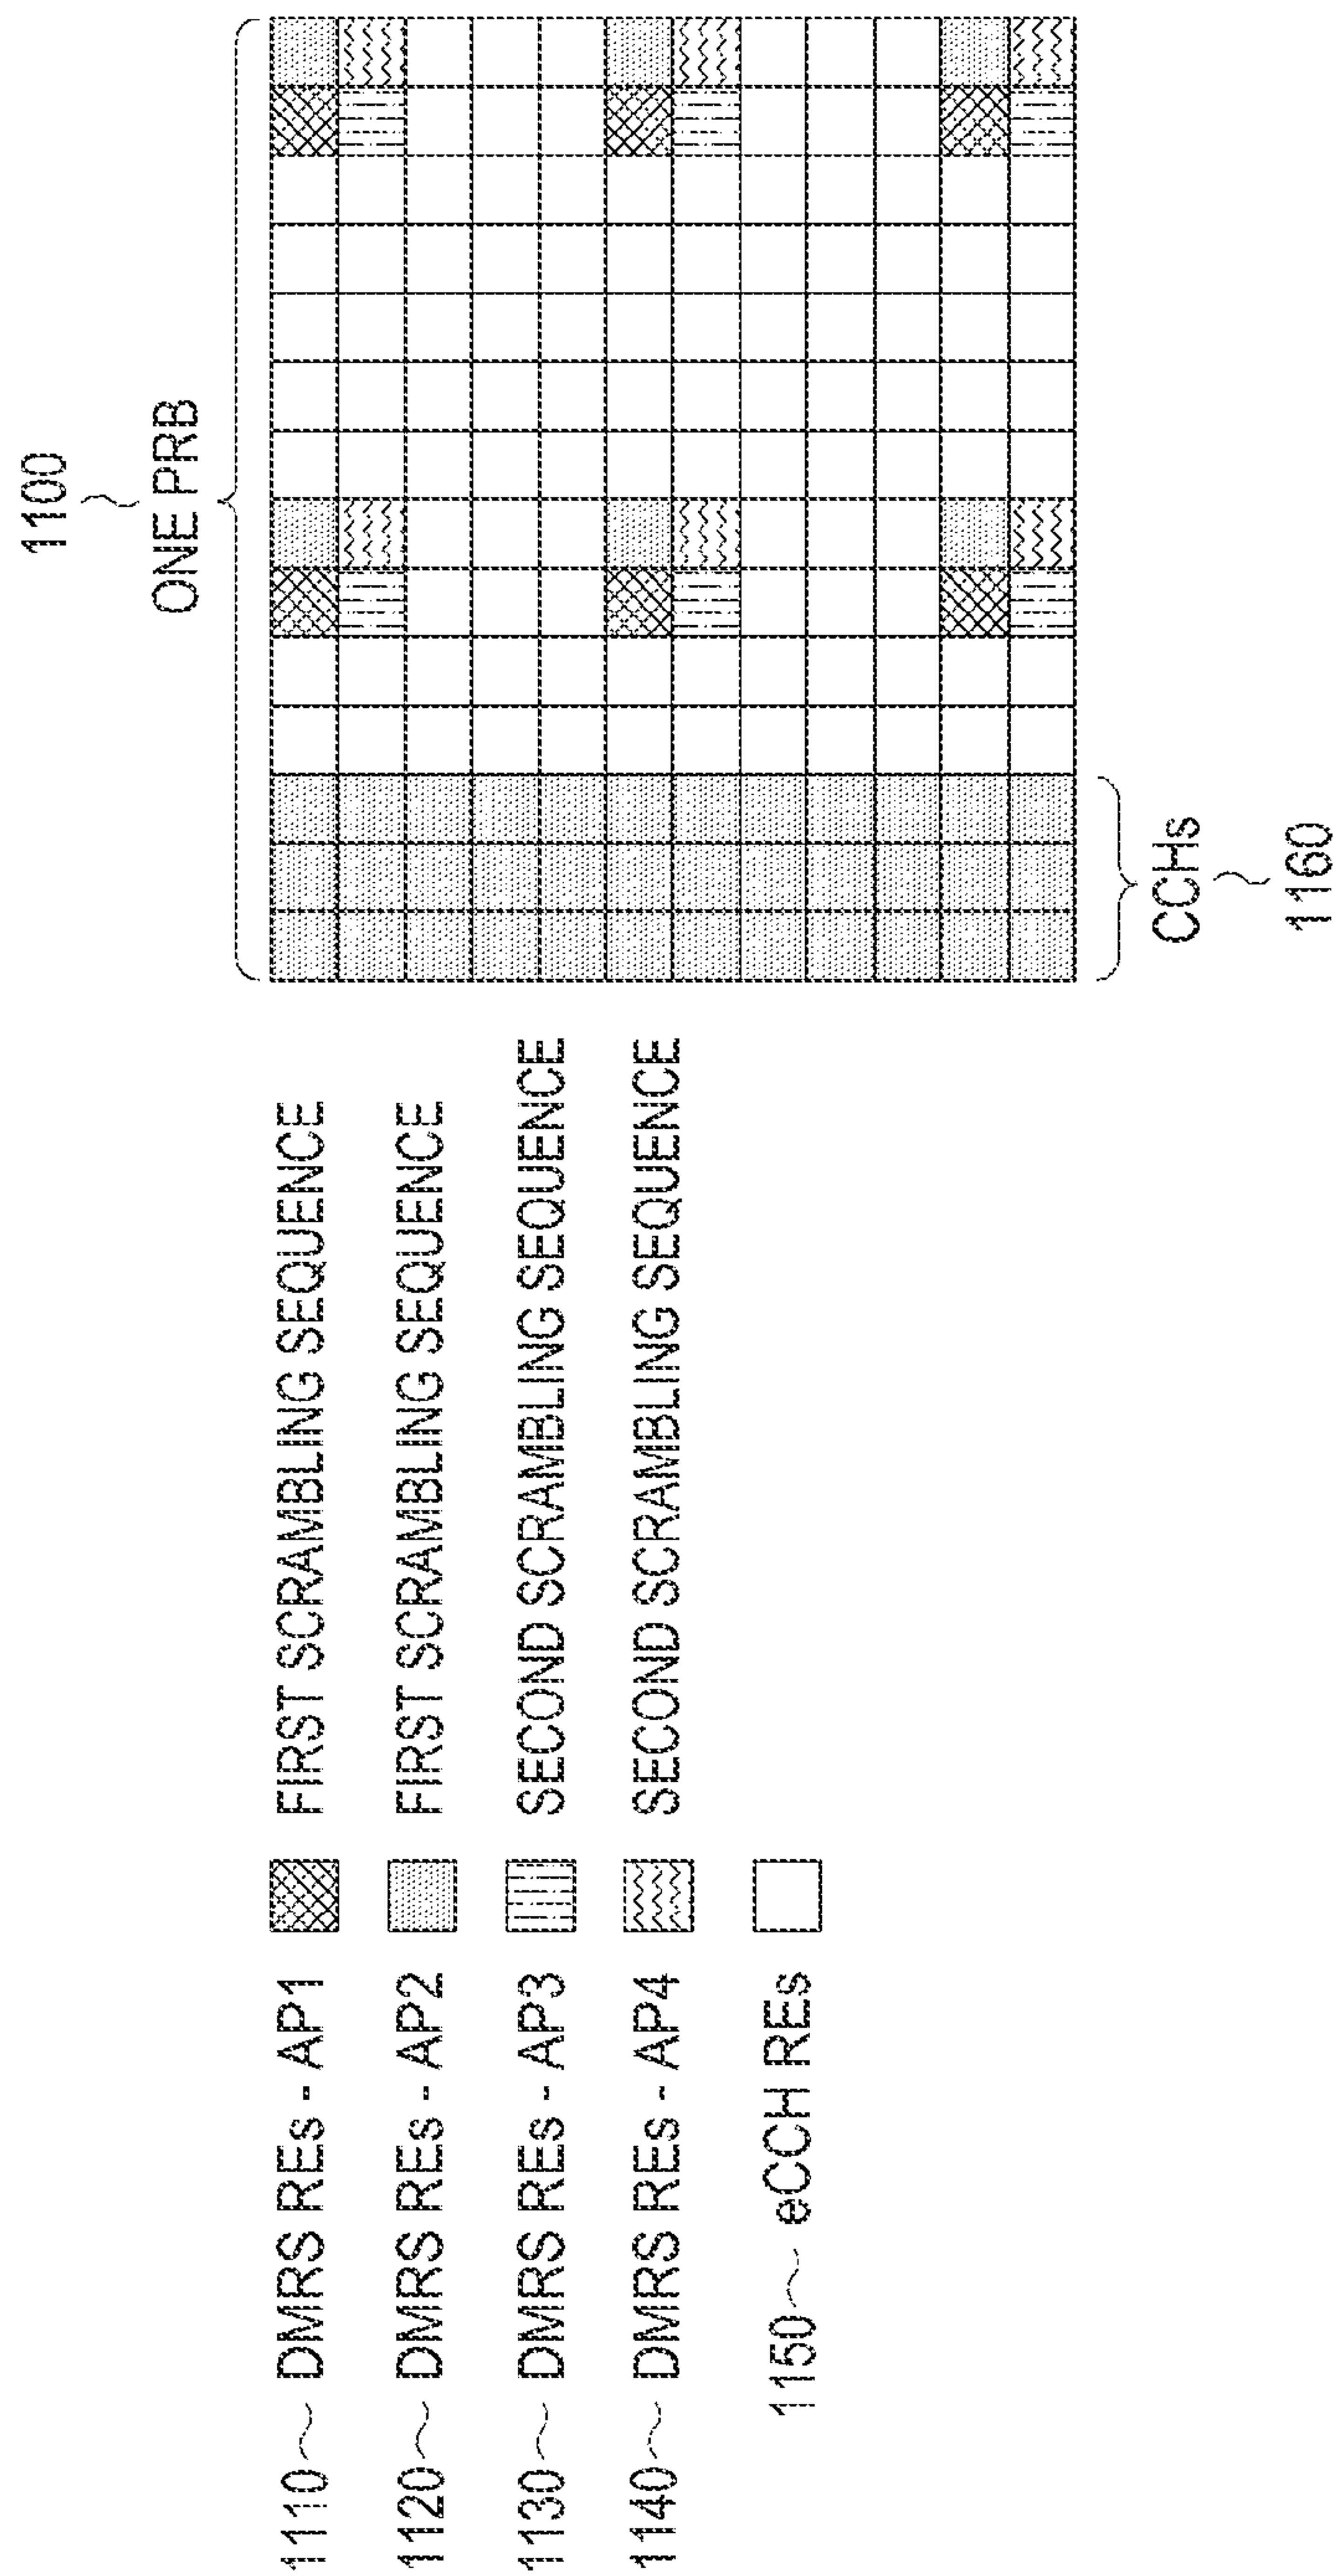 1110 DMRS REs - AP1 FIRST SCRAMBLING SEQUENCE
1120 DMRS REs - AP2 FIRST SCRAMBLING SEQUENCE
1130 DMRS REs - AP3 SECOND SCRAMBLING SEQUENCE
1140 DMRS REs - AP4 SECOND SCRAMBLING SEQUENCE
1150 eCCH REs
1100
ONE PRB
CCHs
1160